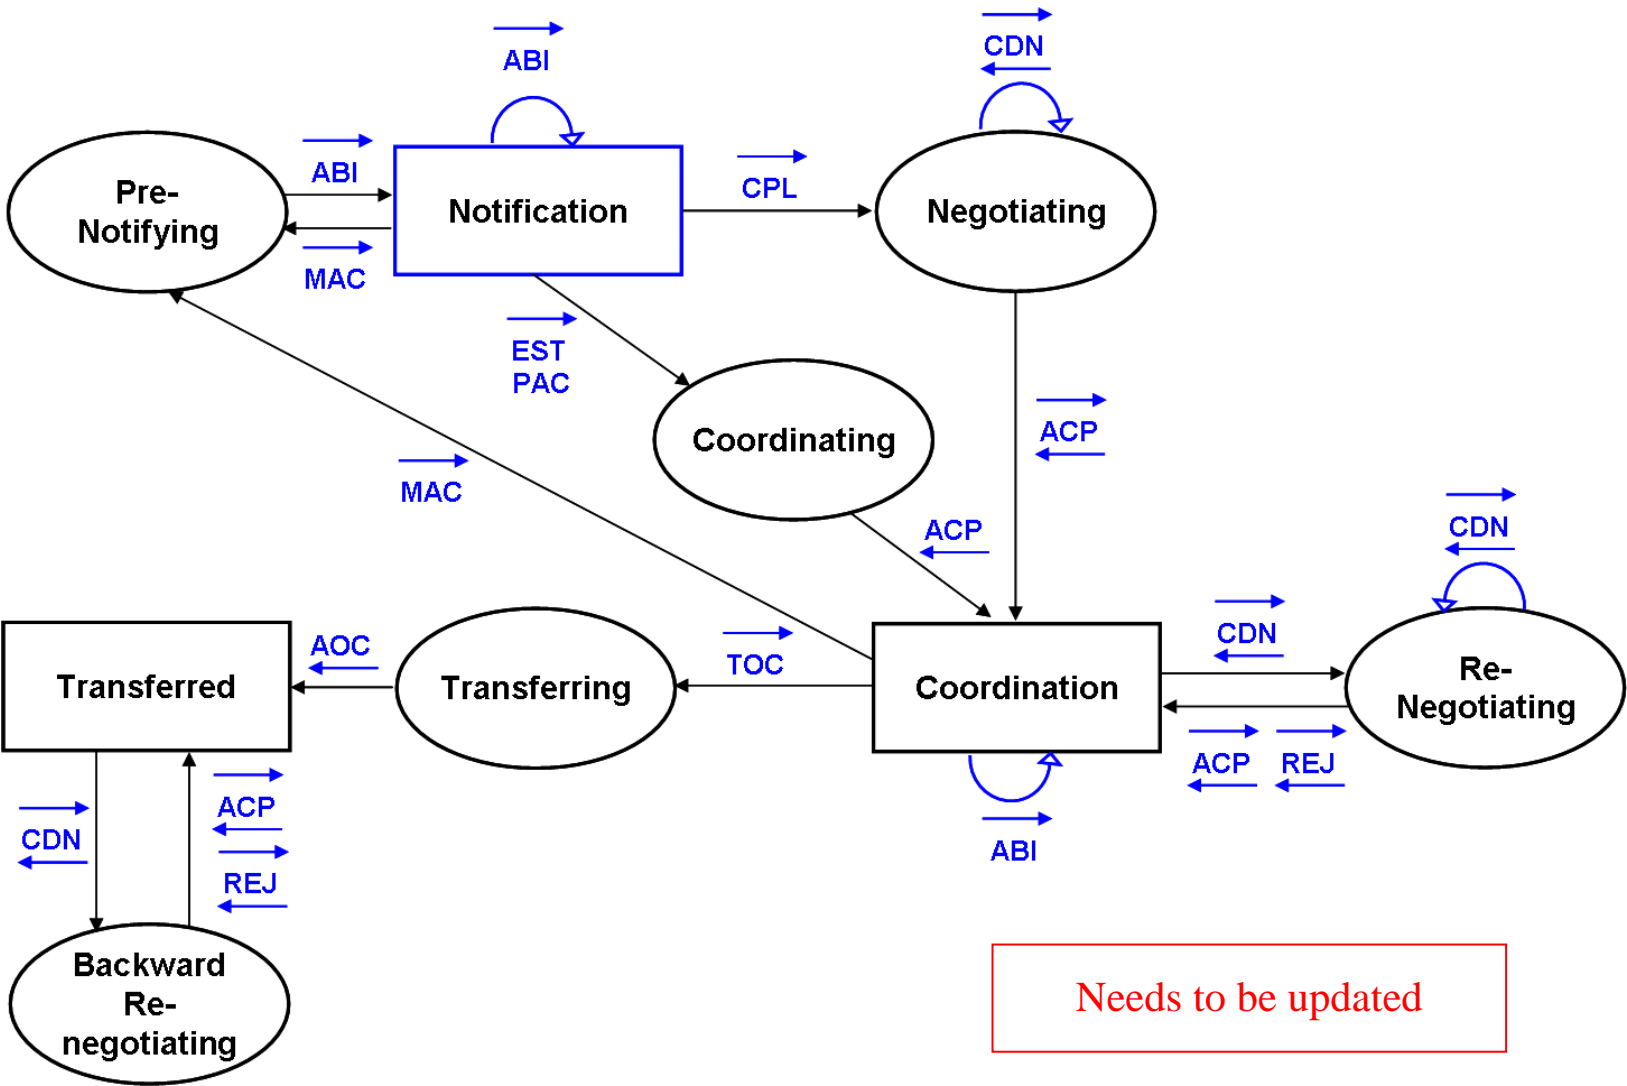 ABI
CDN
ABI
Pre-
Notifying
Notification
CPL
Negotiating
MAC
EST
PAC
Coordinating
ACP
MAC
ACP
CDN
CDN
AOC
TOC
Transferred
Transferring
Coordination
Re-
Negotiating
ACP REJ
ACP
CDN
ABI
REJ
Backward
Re-
negotiating
Needs to be updated